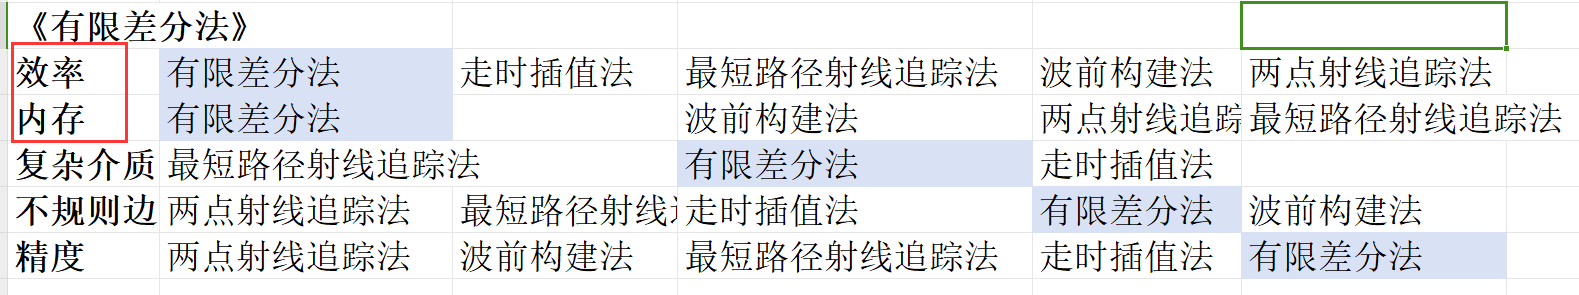 《有限差分法》
效率 有限差分法 走时插值法 最短路径射线追踪法 波前构建法 两点射线追踪法
内存 有限差分法 波前构建法 两点射线追踪 最短路径射线追踪法
复杂介质 最短路径射线追踪法 有限差分法 走时插值法
不规则边 两点射线追踪法 最短路径射线 走时插值法 有限差分法 波前构建法
精度 两点射线追踪法 波前构建法 最短路径射线追踪法 走时插值法 有限差分法